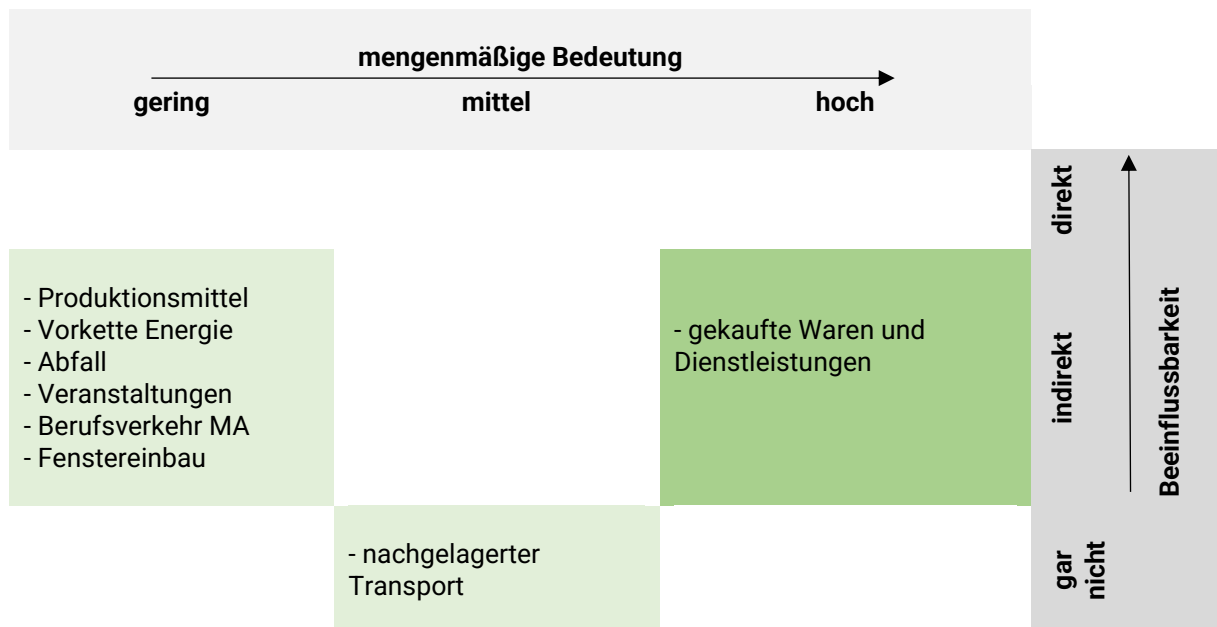 mengenmäßige Bedeutung
gering mittel hoch
direkt
- Produktionsmittel
- Vorkette Energie
- Abfall
- Veranstaltungen
- Berufsverkehr MA
- Fenstereinbau
- gekaufte Waren und
Dienstleistungen
indirekt
Beeinflussbarkeit
- nachgelagerter
Transport
gar
nicht